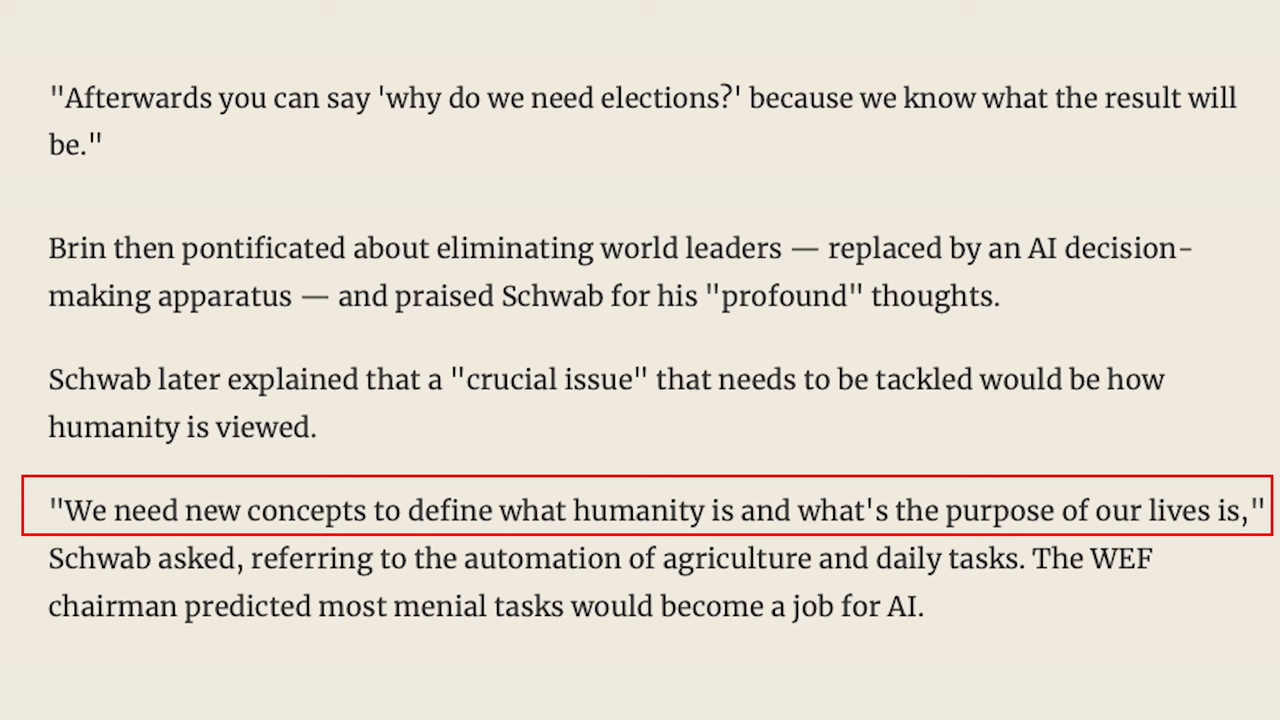 "Afterwards you can say 'why do we need elections?' because we know what the result will
be."
Brin then pontificated about eliminating world leaders — replaced by an AI decision-
making apparatus — and praised Schwab for his "profound" thoughts.
Schwab later explained that a "crucial issue" that needs to be tackled would be how
humanity is viewed.
"We need new concepts to define what humanity is and what's the purpose of our lives is,"
Schwab asked, referring to the automation of agriculture and daily tasks. The WEF
chairman predicted most menial tasks would become a job for AI.